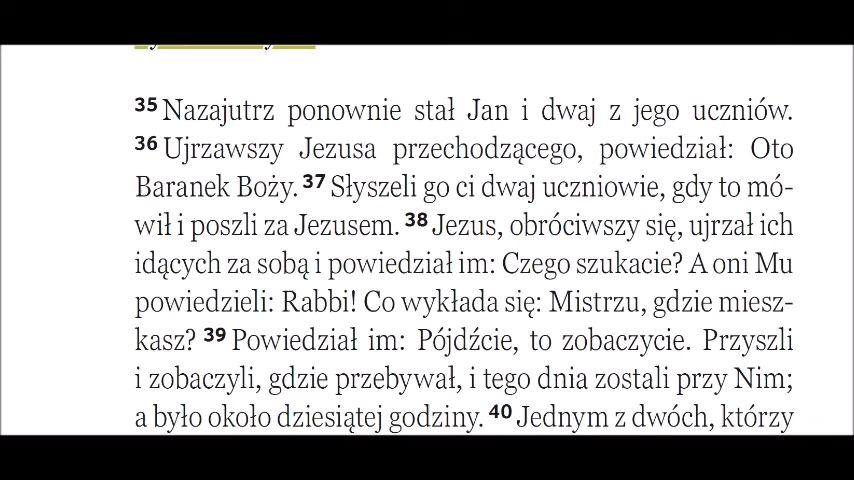 35 Nazajutrz ponownie stał Jan i dwaj z jego uczniów.
36 Ujrzawszy Jezusa przechodzącego, powiedział: Oto
Baranek Boży. 37 Słyszeli go ci dwaj uczniowie, gdy to mó-
wił i poszli za Jezusem. 38 Jezus, obróciwszy się, ujrzał ich
idących za sobą i powiedział im: Czego szukacie? A oni Mu
powiedzieli: Rabbi! Co wykłada się: Mistrzu, gdzie miesz-
kasz? 39 Powiedział im: Pójdźcie, to zobaczycie. Przyszli
i zobaczyli, gdzie przebywał, i tego dnia zostali przy Nim;
a było około dziesiątej godziny. 40 Jednym z dwóch, którzy